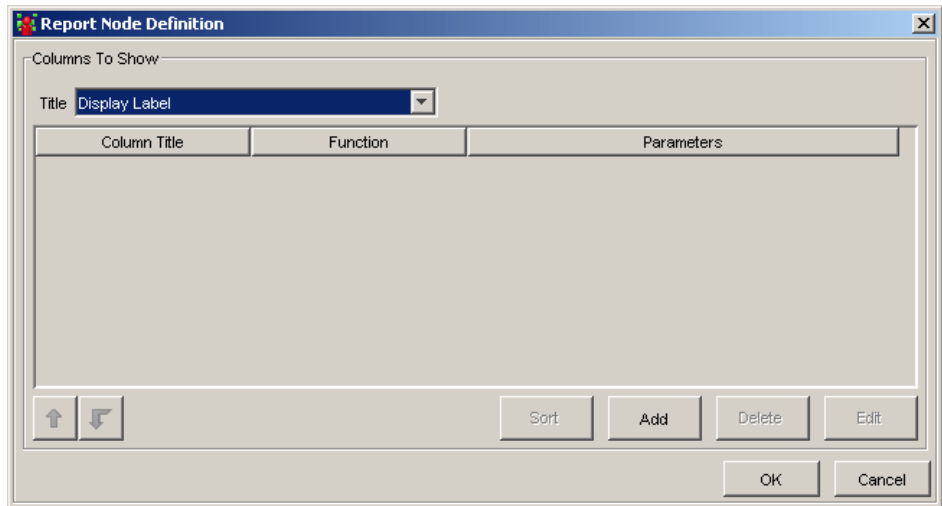 Report Node Definition
Columns To Show
Title Display Label
Column Title Function Parameters
Sort Add Delete Edit
OK Cancel